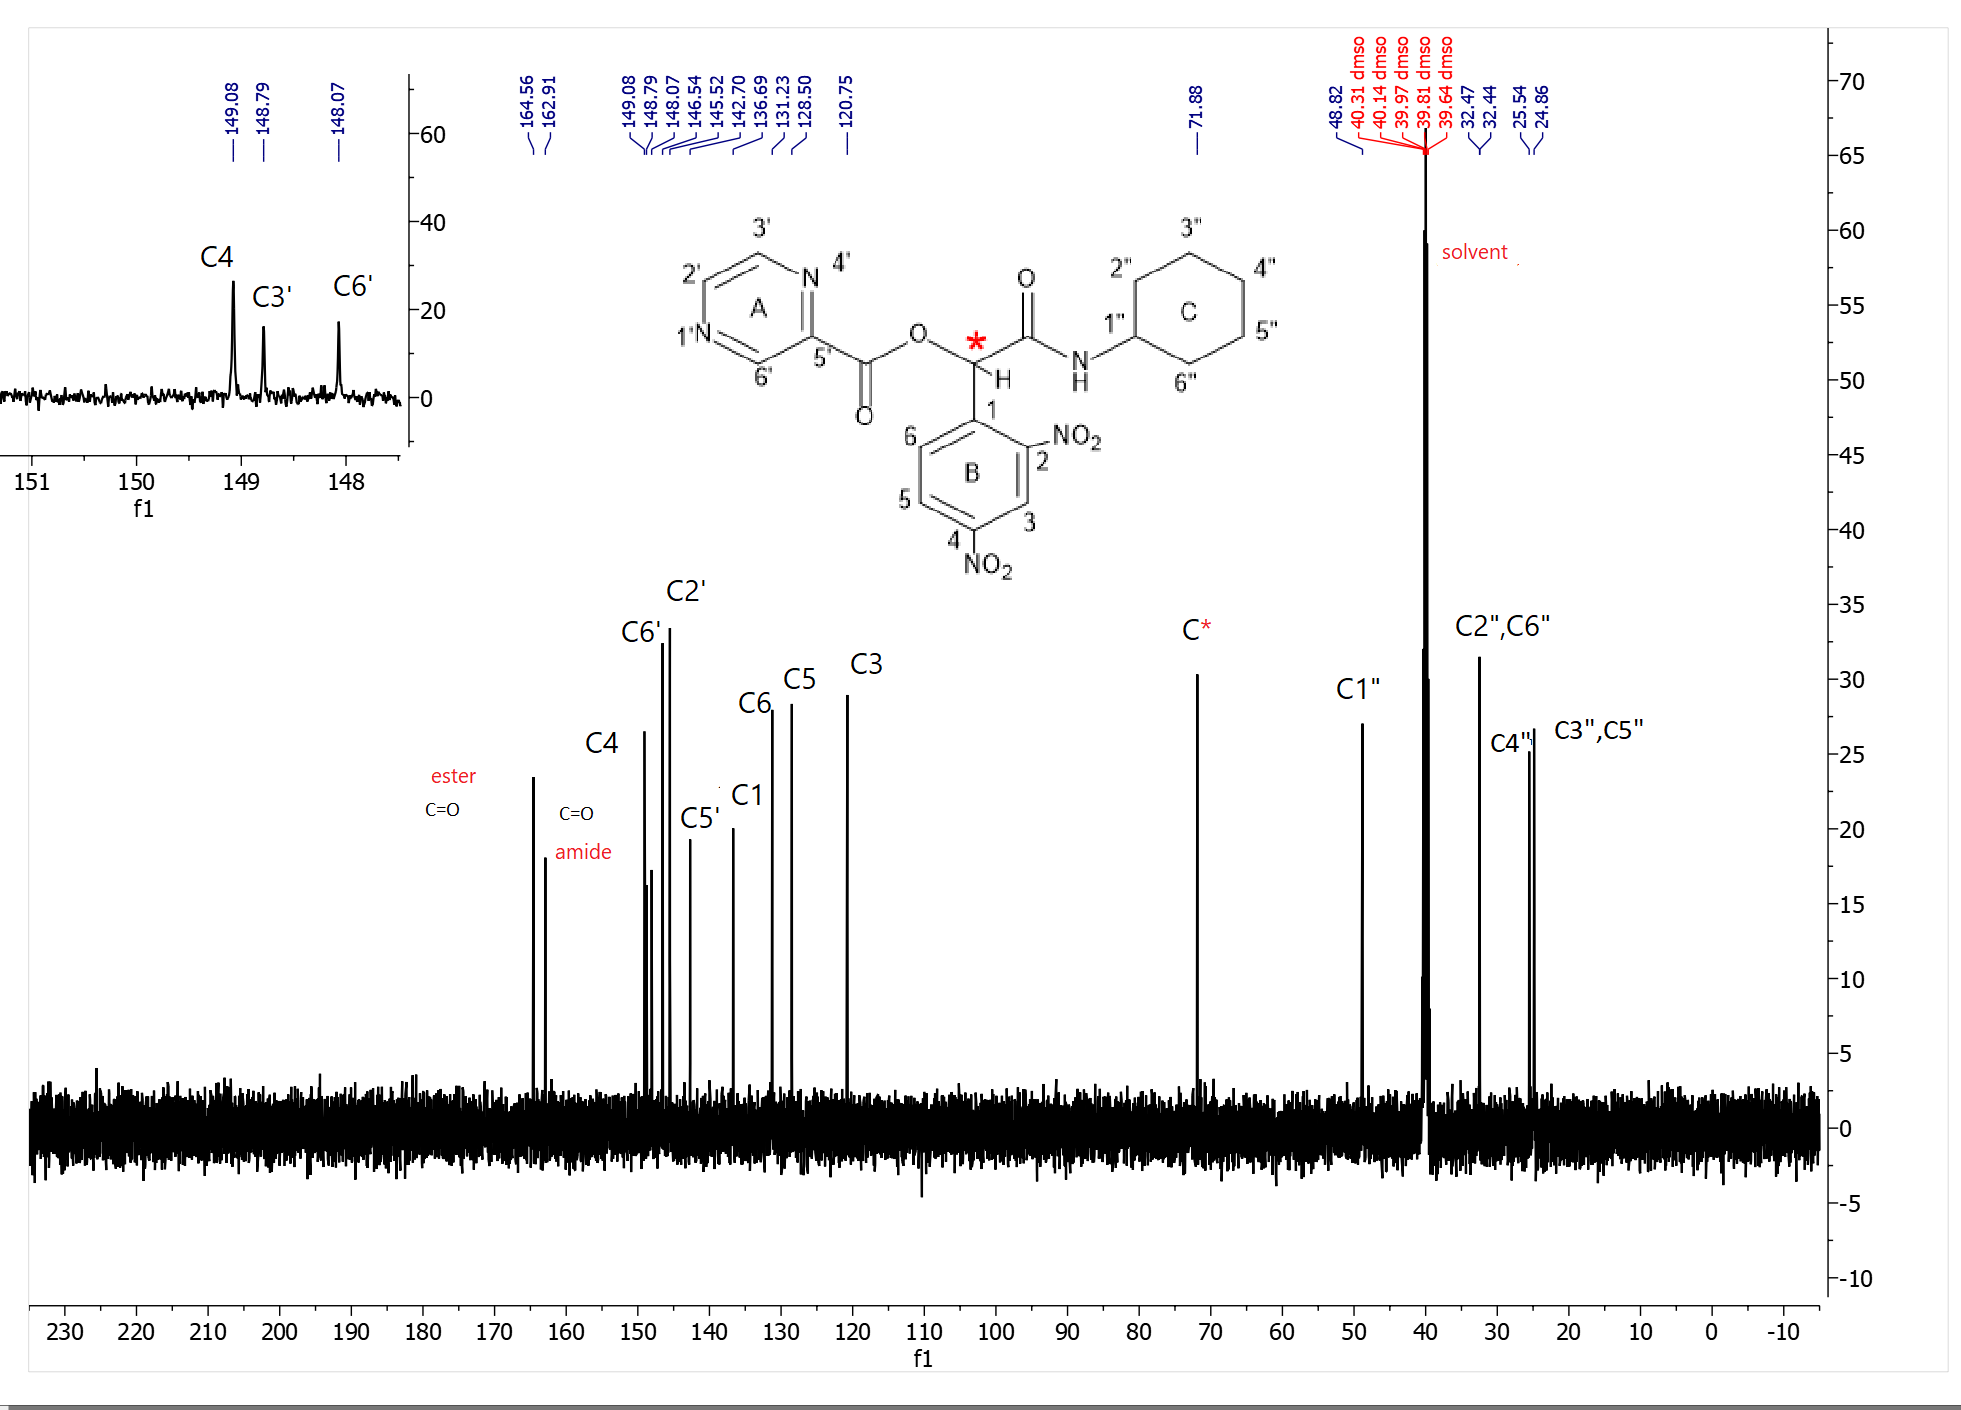 149.08
148.79
148.07
164.56
162.91
149.08
148.79
148.07
146.54
145.52
142.70
136.69
131.23
128.50
120.75
71.88
48.82
40.31 dmso
40.14 dmso
39.97 dmso
39.81 dmso
39.64 dmso
32.47
32.44
25.54
24.86
C4
C3'
C6'
60
40
20
0
151 150 149 148
f1
3'
2'
N
4'
A
1'N
5'
6'
O
O
*
H
O
N
H
1"
2"
3"
4"
C
5"
6"
1
6
B
NO2
2
5
3
4
NO2
solvent
C2'
C6'
C4
C5'
C1
C6
C5
C3
ester
C=O
C=O
amide
C*
C1"
C2",C6"
C4"
C3",C5"
70
65
60
55
50
45
40
35
30
25
20
15
10
5
0
-5
-10
230 220 210 200 190 180 170 160 150 140 130 120 110 100 90 80 70 60 50 40 30 20 10 0 -10
f1